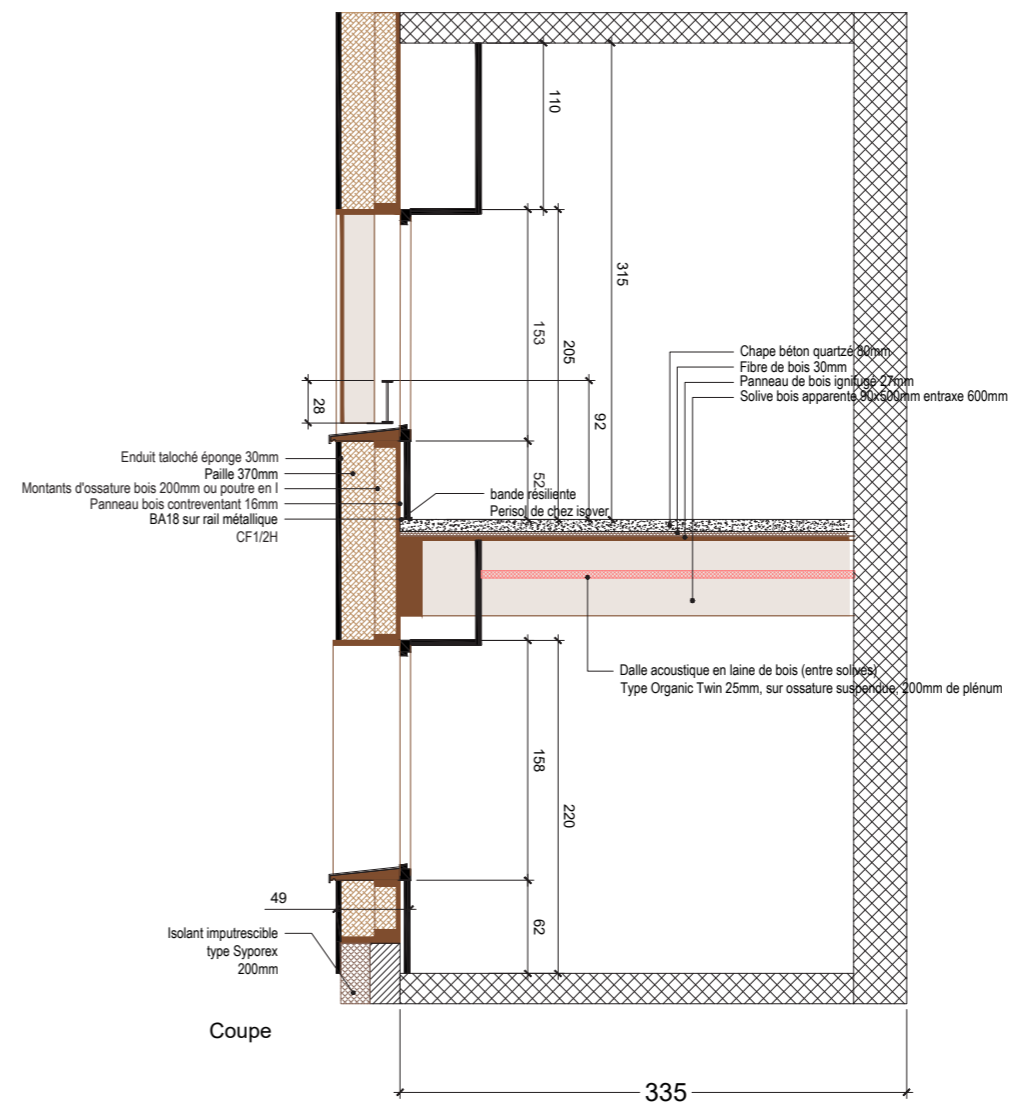 110
315
153
205
Chape béton quartzé 80mm
Fibre de bois 30mm
Panneau de bois ignifugé 27mm
Solive bois apparente 90x500mm entraxe 600mm
28
92
Enduit taloché éponge 30mm
Paille 370mm
Montants d'ossature bois 200mm ou poutre en I
Panneau bois contreventant 16mm
BA18 sur rail métallique
CF1/2H
52
bande résiliente
Perisol de chez isover
Dalle acoustique en laine de bois (entre solives)
Type Organic Twin 25mm, sur ossature suspendue, 200mm de plénum
158
220
49
62
Isolant imputrescible
type Syporex
200mm
Coupe
335